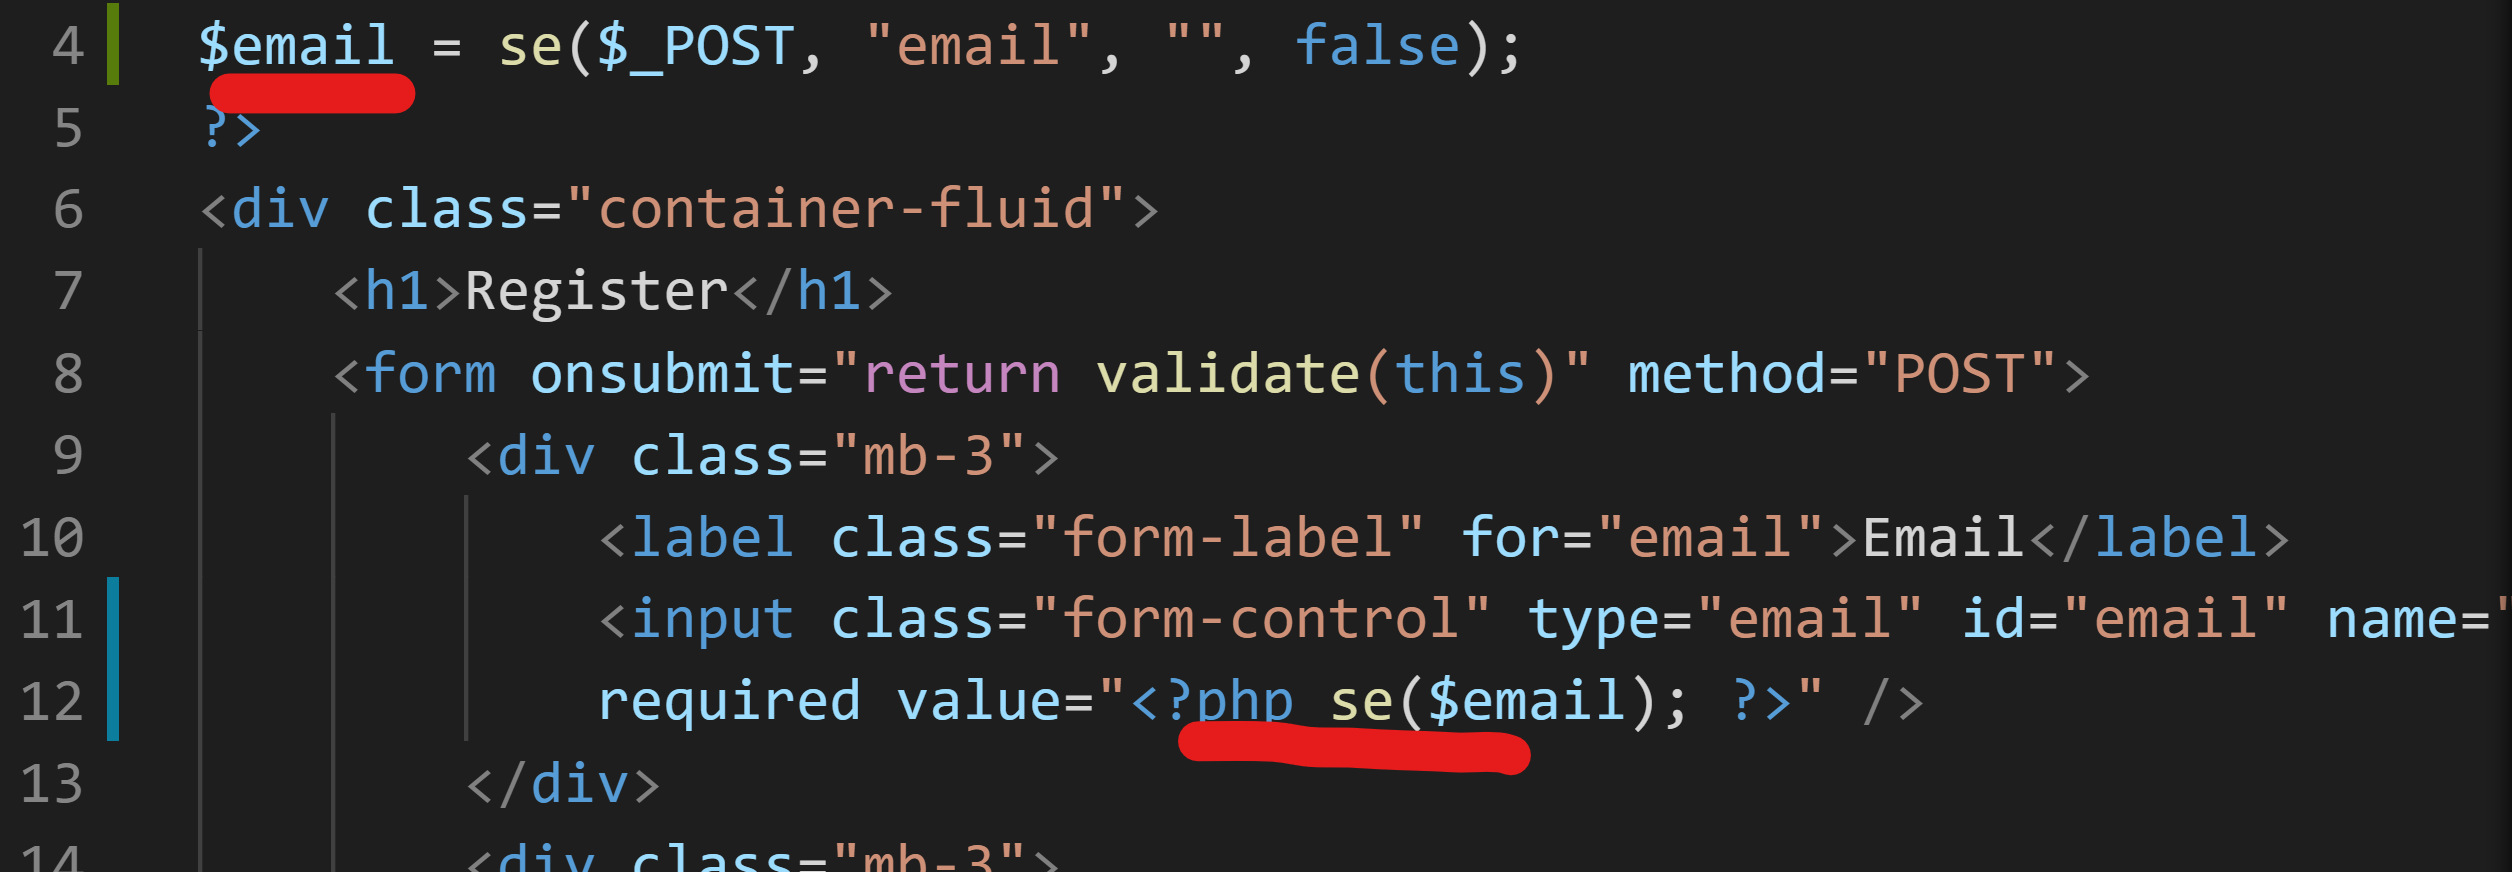 4 $email = se($_POST, "email", "", false);
5 ?>
6 <div class="container-fluid">
7 <h1>Register</h1>
8 <form onsubmit="return validate(this)" method="POST">
9 <div class="mb-3">
10 <label class="form-label" for="email">Email</label>
11 <input class="form-control" type="email" id="email" name="
12 required value="<?php se($email); ?>" />
13 </div>
14 <div class="mb-3">